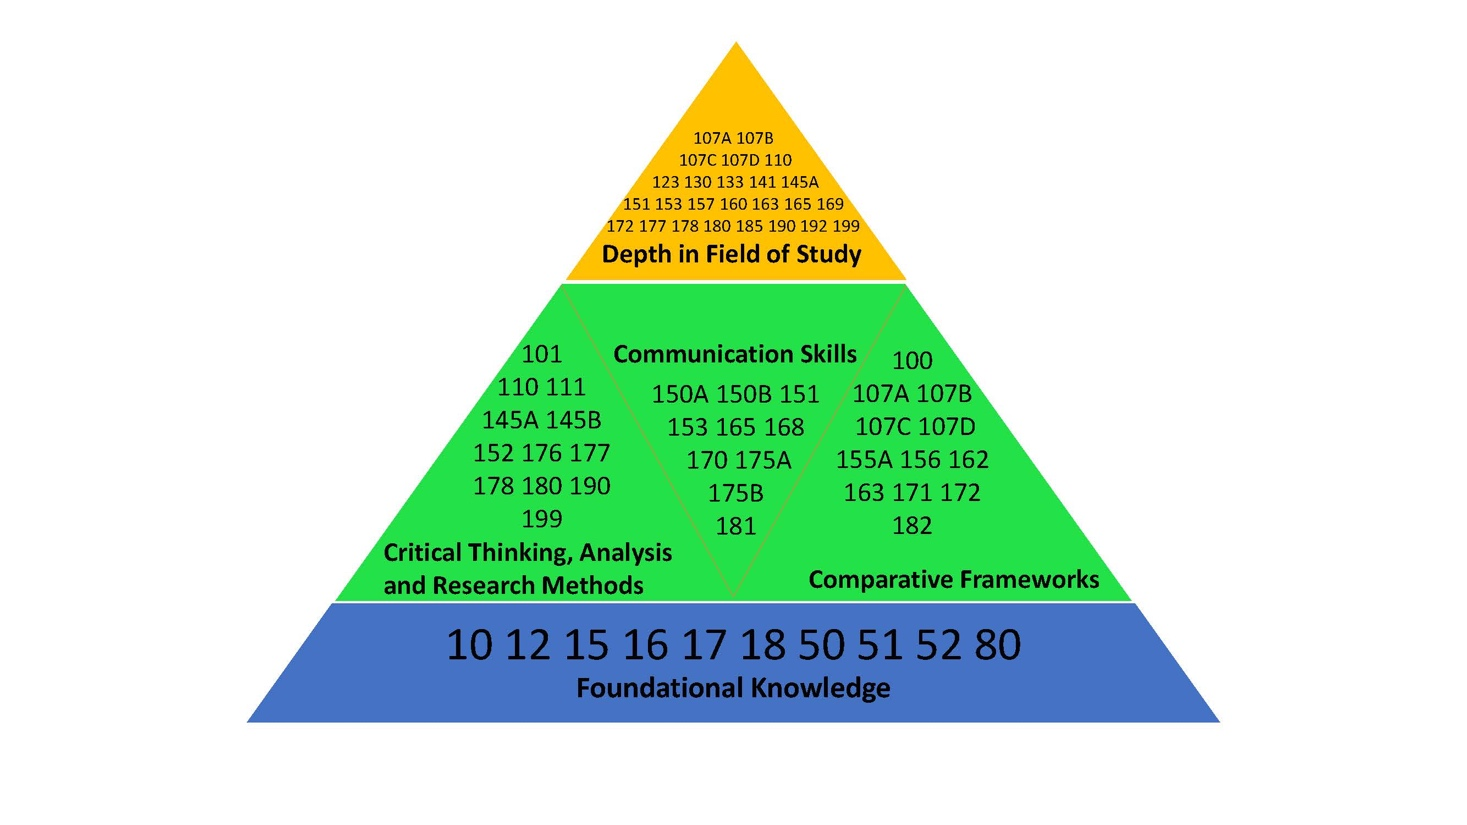 107A 107B
107C 107D 110
123 130 133 141 145A
151 153 157 160 163 165 169
172 177 178 180 185 190 192 199
Depth in Field of Study
101
110 111
145A 145B
152 176 177
178 180 190
199
Critical Thinking, Analysis
and Research Methods
Communication Skills
150A 150B 151
153 165 168
170 175A
175B
181
100
107A 107B
107C 107D
155A 156 162
163 171 172
182
Comparative Frameworks
10 12 15 16 17 18 50 51 52 80
Foundational Knowledge